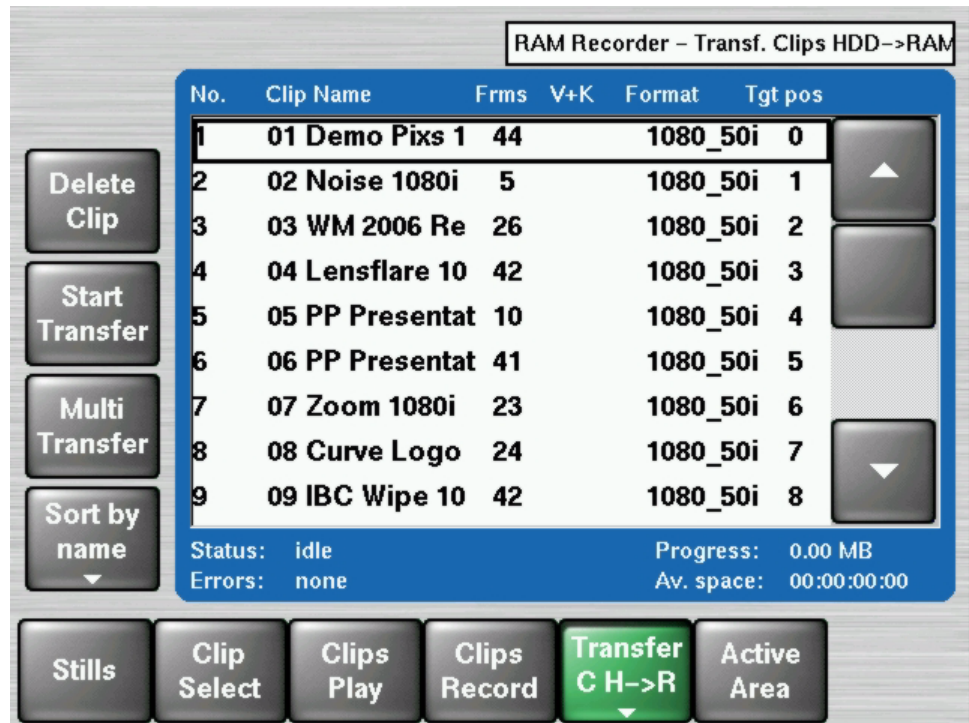 RAM Recorder – Transf. Clips HDD–>RAM
No. Clip Name Frms V+K Format Tgt pos
1 01 Demo Pixs 1 44 1080_50i 0
2 02 Noise 1080i 5 1080_50i 1
3 03 WM 2006 Re 26 1080_50i 2
4 04 Lensflare 10 42 1080_50i 3
5 05 PP Presentat 10 1080_50i 4
6 06 PP Presentat 41 1080_50i 5
7 07 Zoom 1080i 23 1080_50i 6
8 08 Curve Logo 24 1080_50i 7
9 09 IBC Wipe 10 42 1080_50i 8
Status: idle Progress: 0.00 MB
Errors: none Av. space: 00:00:00:00
Delete
Clip
Start
Transfer
Multi
Transfer
Sort by
name
Stills
Clip
Select
Clips
Play
Clips
Record
Transfer
C H–>R
Active
Area